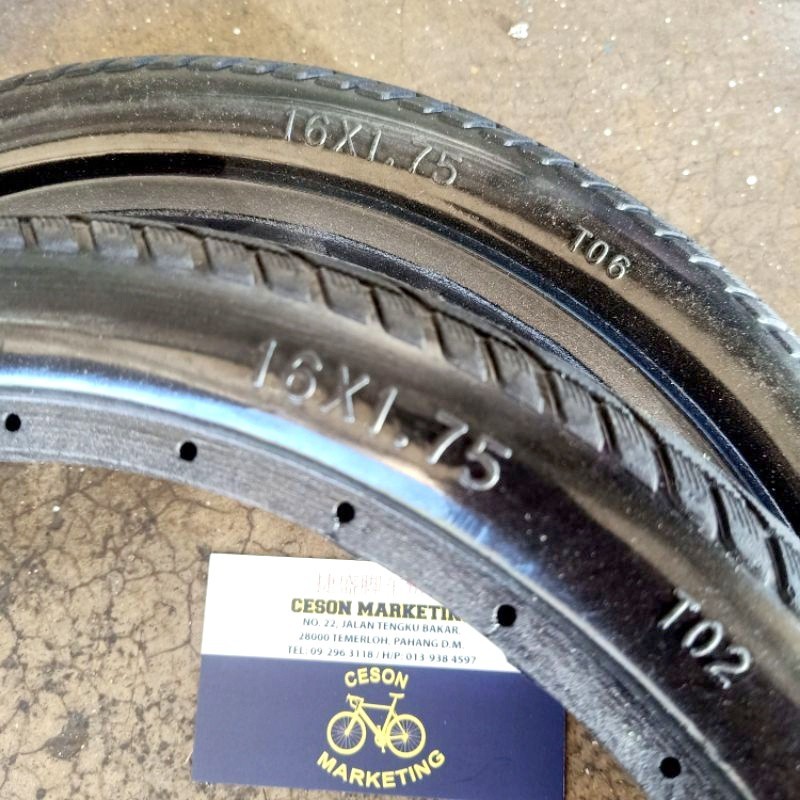 16X1.75
T06
16X1.75
T02
CESON
NO. 22, JALAN TENGKU BAKAR,
28000 TEMERLOH, PAHANG D.M.
TEL: 09 296 3118 / H/P: 013 938 4597
CESON
MARKETING